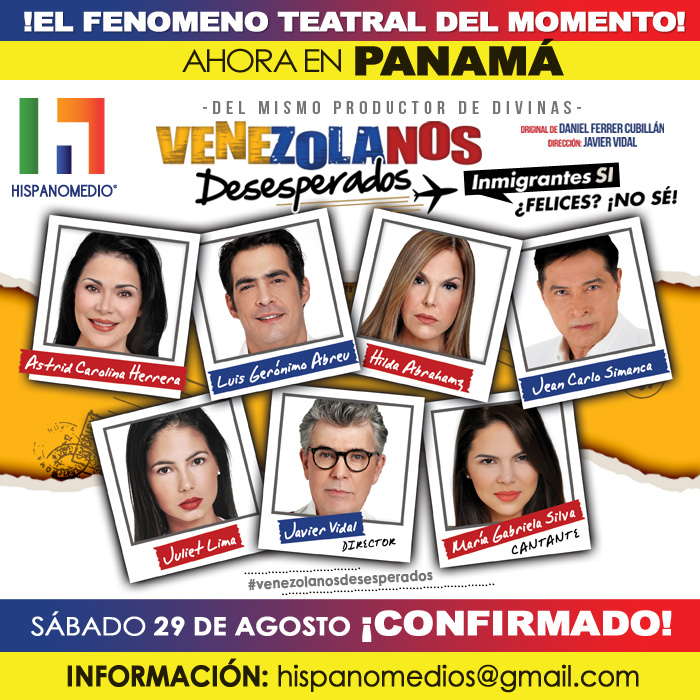 !EL FENOMENO TEATRAL DEL MOMENTO!
AHORA EN PANAMÁ
-DEL MISMO PRODUCTOR DE DIVINAS-
HISPANOMEDIO®
VENEZOLANOS
Desesperados
ORIGINAL DE DANIEL FERRER CUBILLÁN
DIRECCIÓN: JAVIER VIDAL
Inmigrantes SI
¿FELICES? ¡NO SÉ!
Astrid Carolina Herrera
Luis Gerónimo Abreu
Hilda Abrahamz
Jean Carlo Simanca
Juliet Lima
Javier Vidal
DIRECTOR
María Gabriela Silva
CANTANTE
#venezolanosdesesperados
SÁBADO 29 DE AGOSTO ¡CONFIRMADO!
INFORMACIÓN: hispanomedios@gmail.com